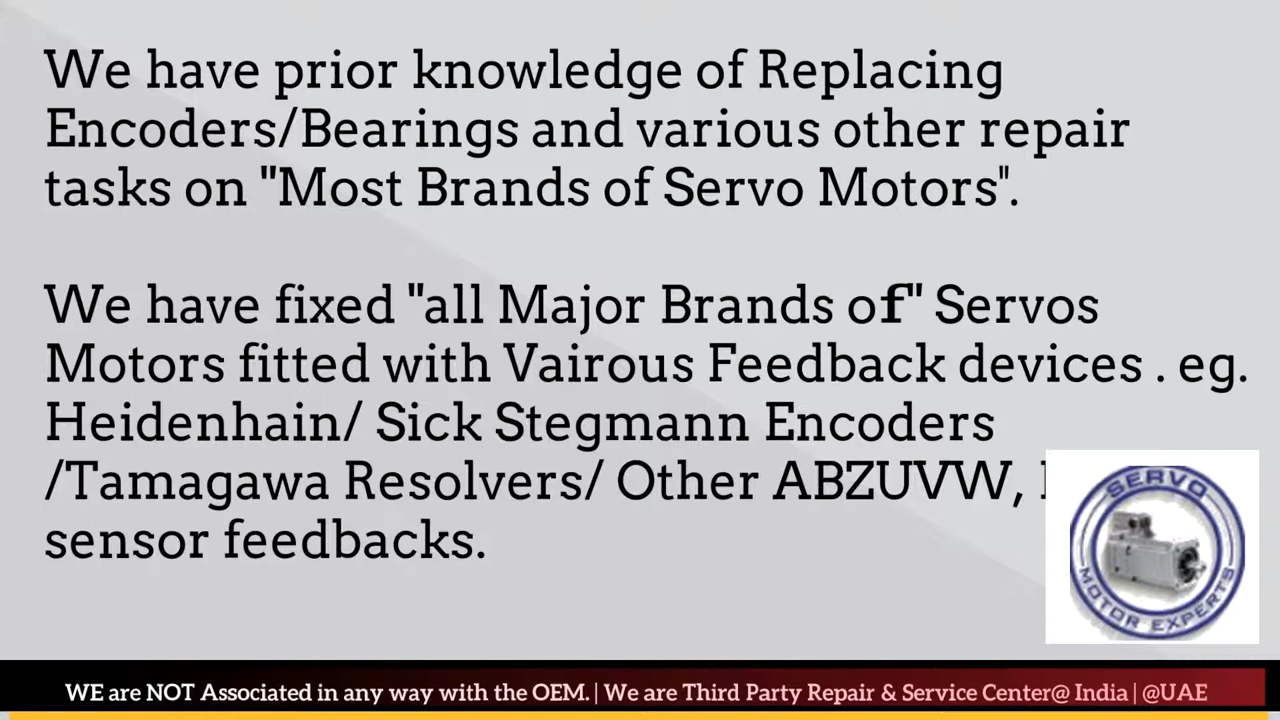 We have prior knowledge of Replacing
Encoders/Bearings and various other repair
tasks on "Most Brands of Servo Motors".
We have fixed "all Major Brands of" Servos
Motors fitted with Vairous Feedback devices . eg.
Heidenhain/ Sick Stegmann Encoders
/Tamagawa Resolvers/ Other ABZUVW,
sensor feedbacks.
SERVO
MOTOR EXPERTS
WE are NOT Associated in any way with the OEM. | We are Third Party Repair & Service Center@ India | @UAE